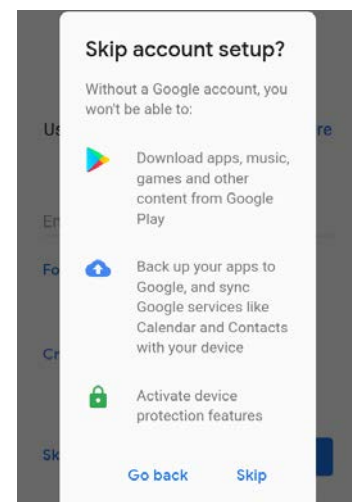 Skip account setup?
Without a Google account, you
won't be able to:
Download apps, music,
games and other
content from Google
Play
Back up your apps to
Google, and sync
Google services like
Calendar and Contacts
with your device
Activate device
protection features
Go back Skip